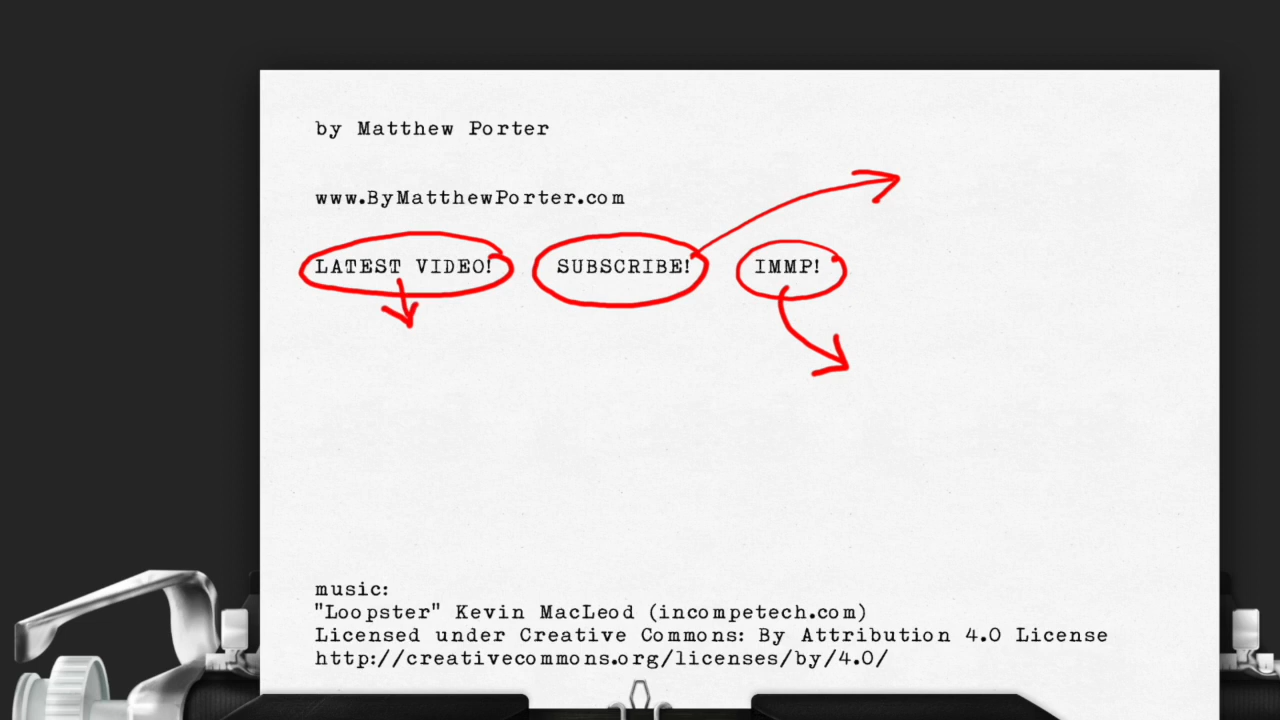 by Matthew Porter
www.ByMatthewPorter.com
LATEST VIDEO! SUBSCRIBE! IMMP!
music:
"Loopster" Kevin MacLeod (incompetech.com)
Licensed under Creative Commons: By Attribution 4.0 License
http://creativecommons.org/licenses/by/4.0/